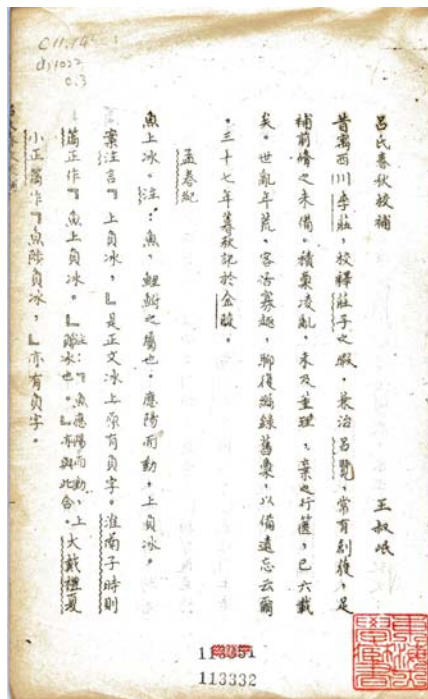 C11.14
(d)1022
C.3
呂氏春秋校補
王叔岷
昔寓西川李莊，校釋莊子之暇，兼治呂覽，常有創獲，足
補前脩之未備。積稾凌亂，未及董理，棄之行篋，已六載
矣。世亂年荒，客居寡趣，聊復編錄舊稾，以備遺忘云爾
。三十七年暮秋記於金陵。
孟春紀
魚上冰。注：魚，鯉鮒之屬也。應陽而動，上負冰。
案注言『上負冰，』是正文冰上原有負字。淮南子時則
篇正作『魚上負冰。』注：『魚應陽而動，上負冰也。』亦與此合。大戴禮夏
小正篇作『魚陟負冰，』亦有負字。
113351
113332